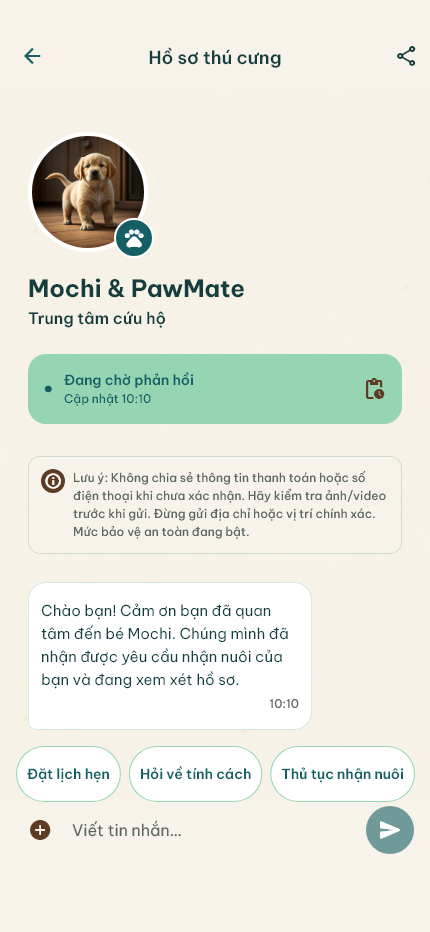 Hồ sơ thú cưng
Mochi & PawMate
Trung tâm cứu hộ
Đang chờ phản hồi
Cập nhật 10:10
Lưu ý: Không chia sẻ thông tin thanh toán hoặc số
điện thoại khi chưa xác nhận. Hãy kiểm tra ảnh/video
trước khi gửi. Đừng gửi địa chỉ hoặc vị trí chính xác.
Mức bảo vệ an toàn đang bật.
Chào bạn! Cảm ơn bạn đã quan
tâm đến bé Mochi. Chúng mình đã
nhận được yêu cầu nhận nuôi của
bạn và đang xem xét hồ sơ.
10:10
Đặt lịch hẹn
Hỏi về tính cách
Thủ tục nhận nuôi
Viết tin nhắn...